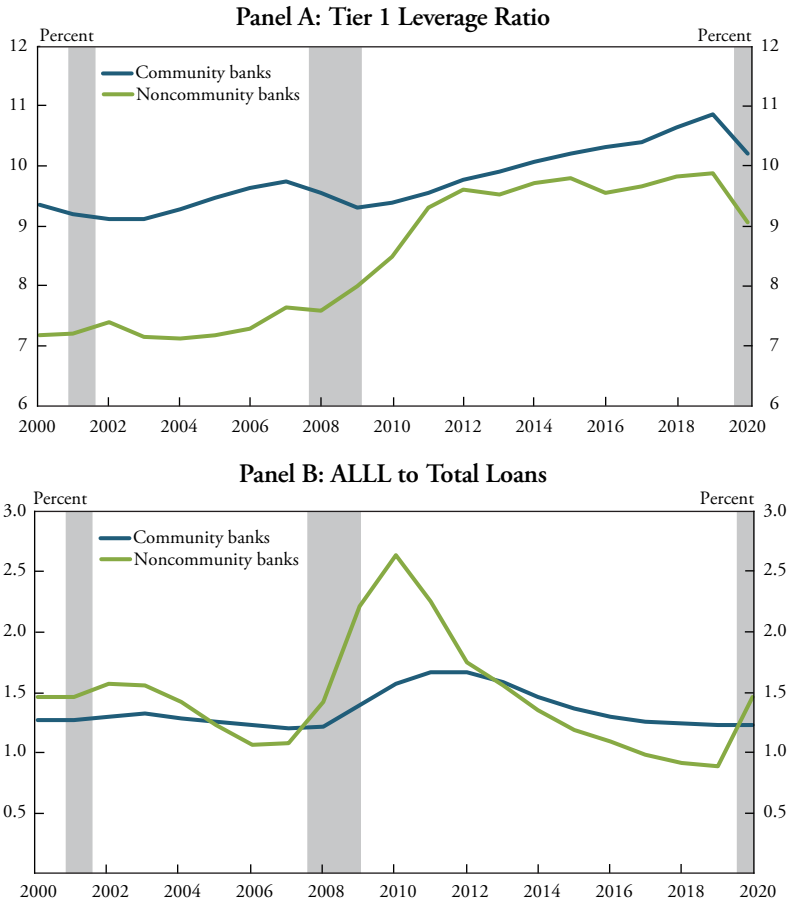 Panel A: Tier 1 Leverage Ratio
Percent Percent
12 12
Community banks
Noncommunity banks
11 11
10 10
9 9
8 8
7 7
6 6
2000 2002 2004 2006 2008 2010 2012 2014 2016 2018 2020
Panel B: ALLL to Total Loans
Percent Percent
3.0 3.0
Community banks
Noncommunity banks
2.5 2.5
2.0 2.0
1.5 1.5
1.0 1.0
0.5 0.5
2000 2002 2004 2006 2008 2010 2012 2014 2016 2018 2020